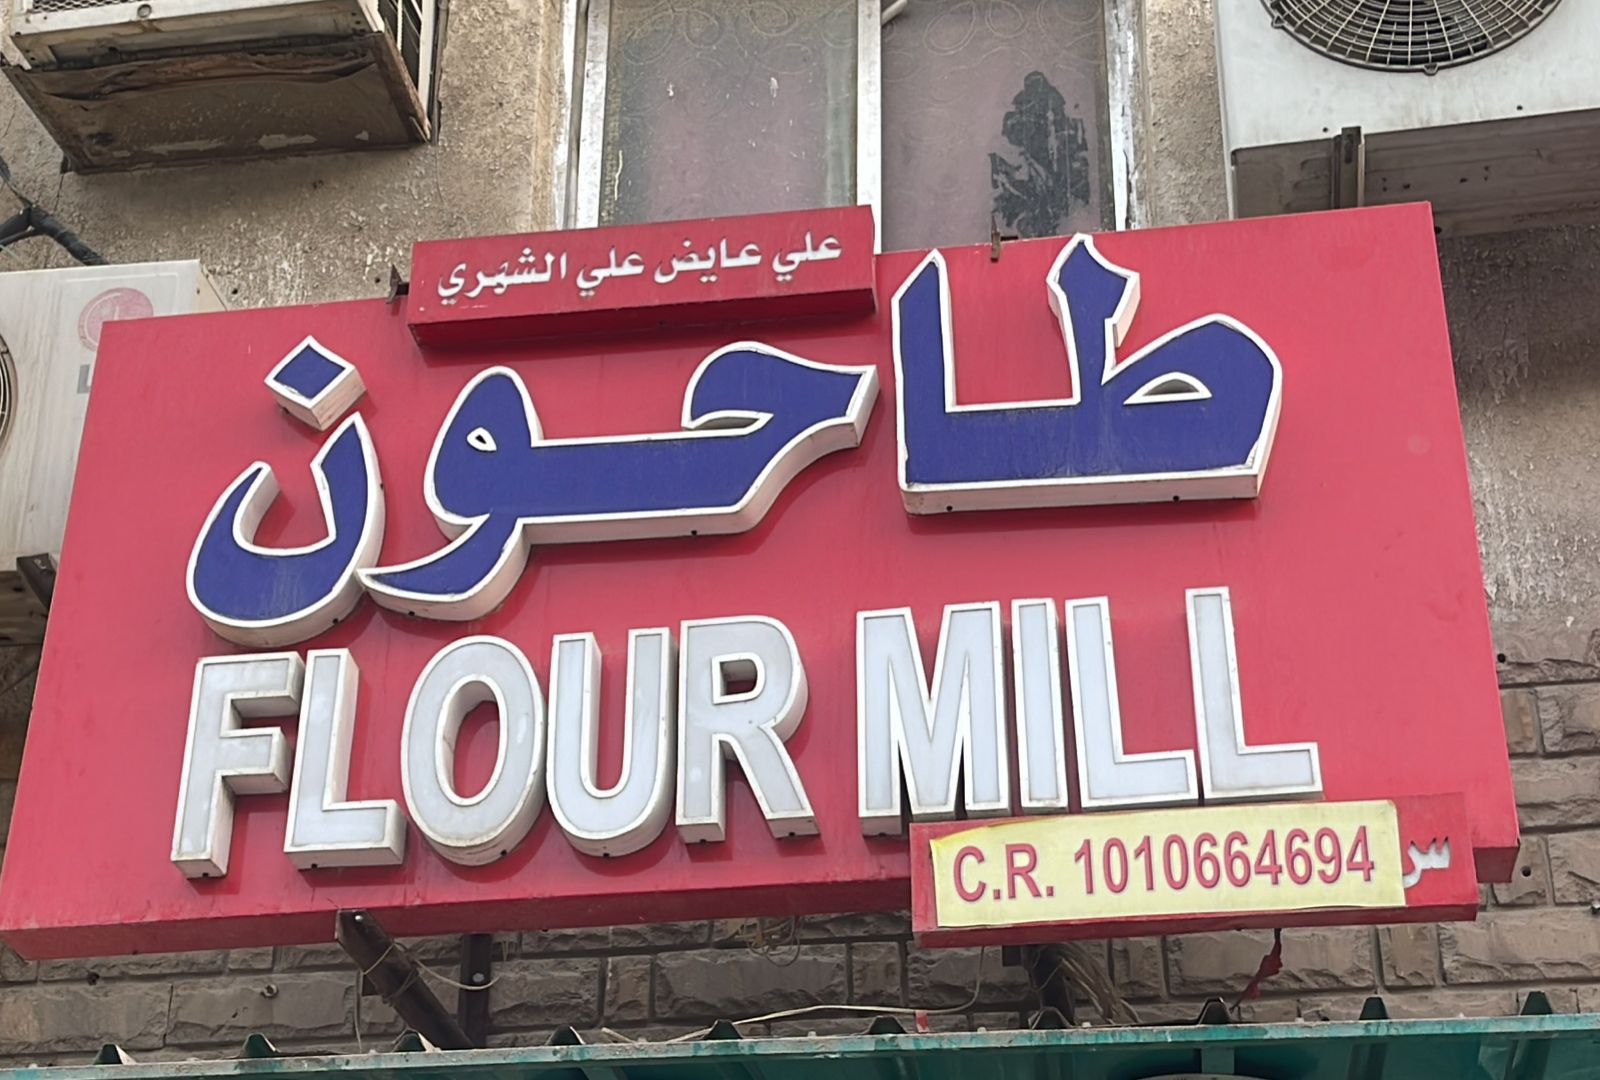 علي عايض علي الشهري
طاحون
FLOUR MILL
C.R. 1010664694
س